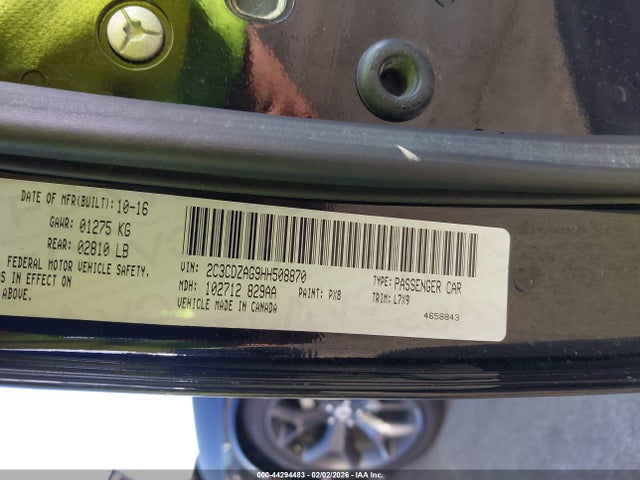 DATE OF MFR(BUILT): 10-16
GAWR: 01275 KG
REAR: 02810 LB
FEDERAL MOTOR VEHICLE SAFETY,
S IN EFFECT ON
ABOVE.
VIN: 2C3CDZAG9HH508870
TYPE: PASSENGER CAR
MDH: 102712 829AA
PAINT: PX8
TRIM: L7X9
VEHICLE MADE IN CANADA
4658843
000-44294483 - 02/02/2026 - IAA Inc.